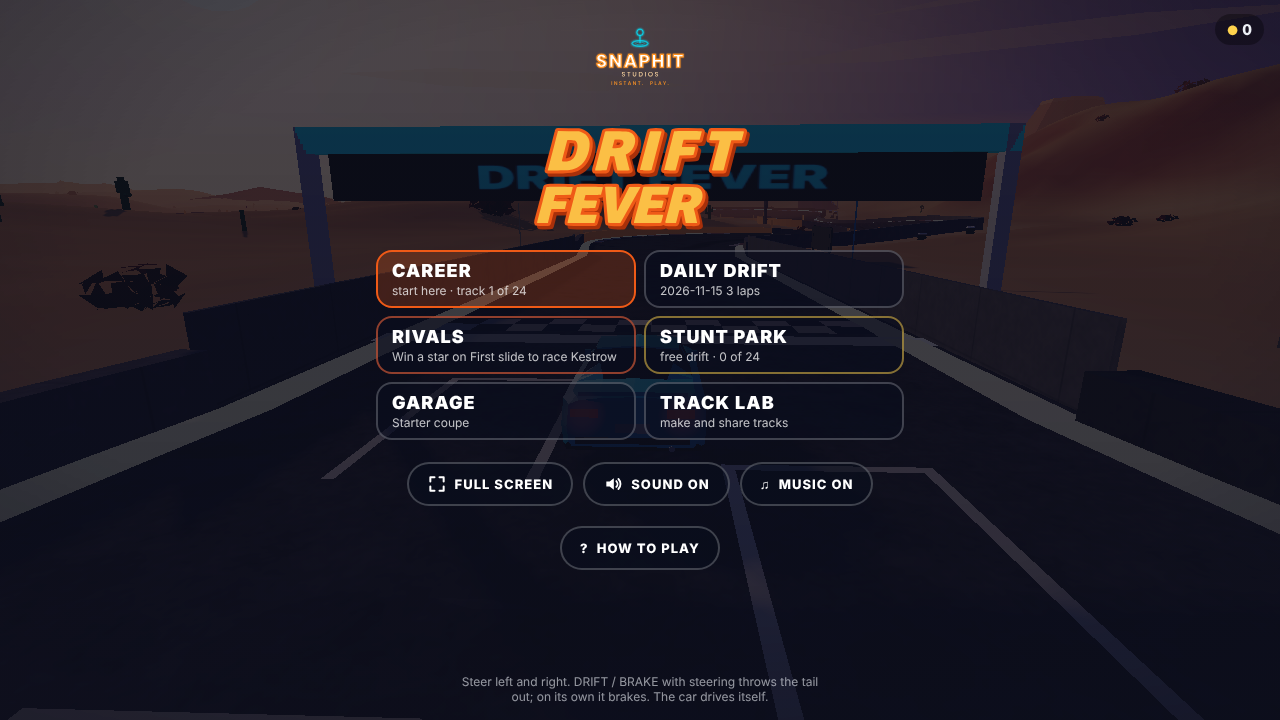 0
SNAPHIT
STUDIOS
INSTANT. PLAY.
DRIFT FEVER
DRIFT
FEVER
CAREER
start here · track 1 of 24
DAILY DRIFT
2026-11-15 3 laps
RIVALS
Win a star on First slide to race Kestrow
STUNT PARK
free drift · 0 of 24
GARAGE
Starter coupe
TRACK LAB
make and share tracks
FULL SCREEN
SOUND ON
♫ MUSIC ON
? HOW TO PLAY
Steer left and right. DRIFT / BRAKE with steering throws the tail
out; on its own it brakes. The car drives itself.